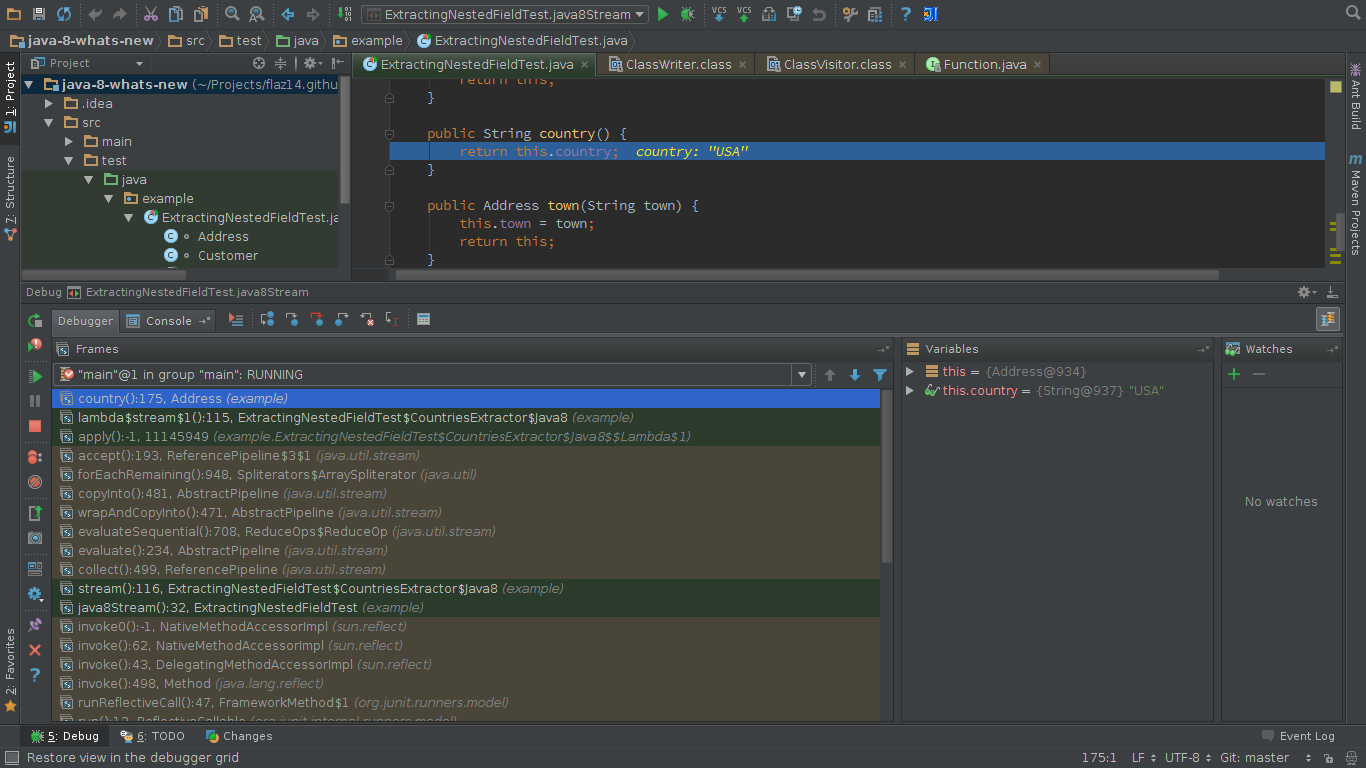 ExtractingNestedFieldTest.java8Stream
VCS VCS
java-8-whats-new src test java example ExtractingNestedFieldTest.java
1: Project
7: Structure
2: Favorites
Project
java-8-whats-new (~/Projects/flaz14.githu
.idea
src
main
test
java
example
ExtractingNestedFieldTest.ja
Address
Customer
ExtractingNestedFieldTest.java ClassWriter.class ClassVisitor.class Function.java
return this;
}
public String country() {
return this.country; country: "USA"
}
public Address town(String town) {
this.town = town;
return this;
}
Ant Build
Maven Projects
Debug ExtractingNestedFieldTest.java8Stream
Debugger Console
Frames
"main"@1 in group "main": RUNNING
country():175, Address (example)
lambda$stream$1():115, ExtractingNestedFieldTest$CountriesExtractor$Java8 (example)
apply():-1, 11145949 (example.ExtractingNestedFieldTest$CountriesExtractor$Java8$$Lambda$1)
accept():193, ReferencePipeline$3$1 (java.util.stream)
forEachRemaining():948, Spliterators$ArraySpliterator (java.util)
copyInto():481, AbstractPipeline (java.util.stream)
wrapAndCopyInto():471, AbstractPipeline (java.util.stream)
evaluateSequential():708, ReduceOps$ReduceOp (java.util.stream)
evaluate():234, AbstractPipeline (java.util.stream)
collect():499, ReferencePipeline (java.util.stream)
stream():116, ExtractingNestedFieldTest$CountriesExtractor$Java8 (example)
java8Stream():32, ExtractingNestedFieldTest (example)
invoke0():-1, NativeMethodAccessorImpl (sun.reflect)
invoke():62, NativeMethodAccessorImpl (sun.reflect)
invoke():43, DelegatingMethodAccessorImpl (sun.reflect)
invoke():498, Method (java.lang.reflect)
runReflectiveCall():47, FrameworkMethod$1 (org.junit.runners.model)
run():12, ReflectiveCallable (org.junit.internal.runners.model)
Variables
this = {Address@934}
this.country = {String@937} "USA"
Watches
No watches
5: Debug 6: TODO Changes Event Log
Restore view in the debugger grid 175:1 LF UTF-8 Git: master